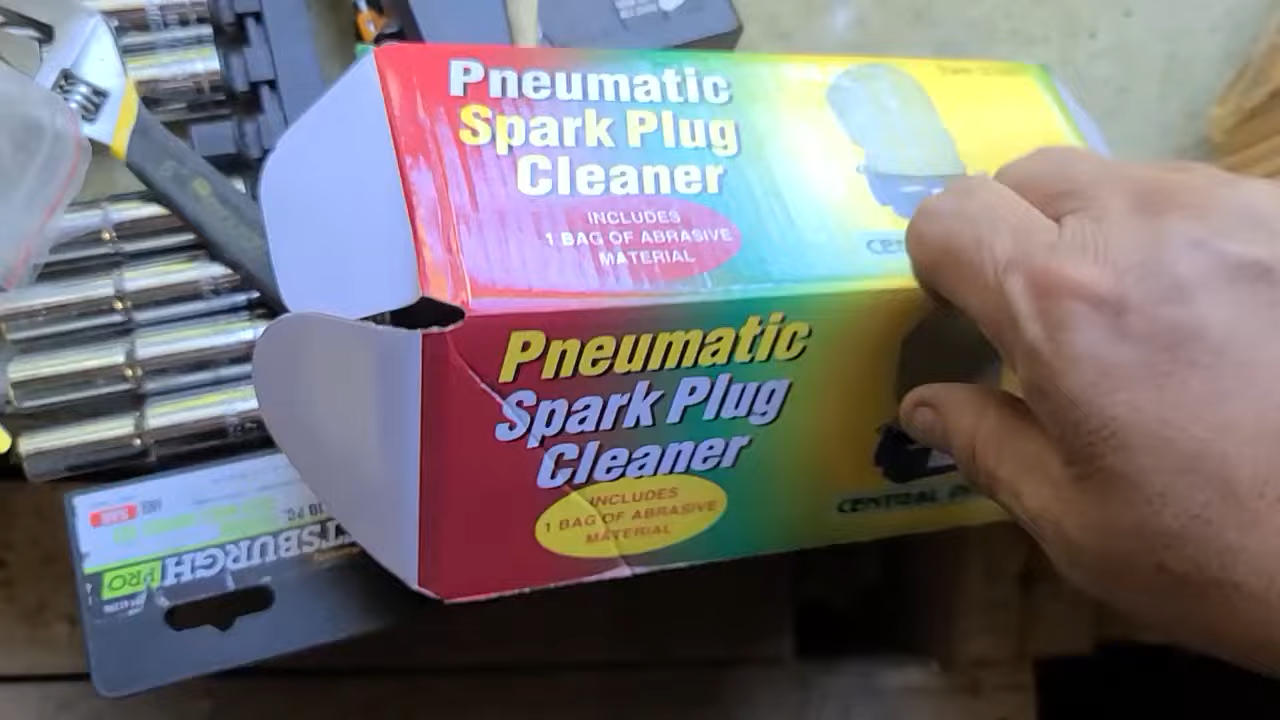 Pneumatic
Spark Plug
Cleaner
INCLUDES
1 BAG OF ABRASIVE
MATERIAL
Pneumatic
Spark Plug
Cleaner
INCLUDES
1 BAG OF ABRASIVE
MATERIAL
CENTRAL
SAE
PRO